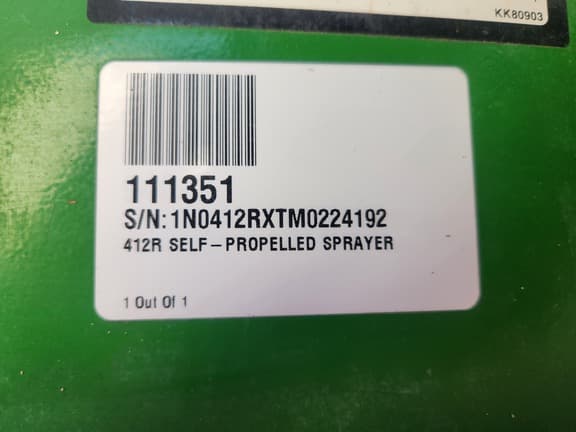 KK80903
111351
S/N:1N0412RXTM0224192
412R SELF-PROPELLED SPRAYER
1 Out Of 1